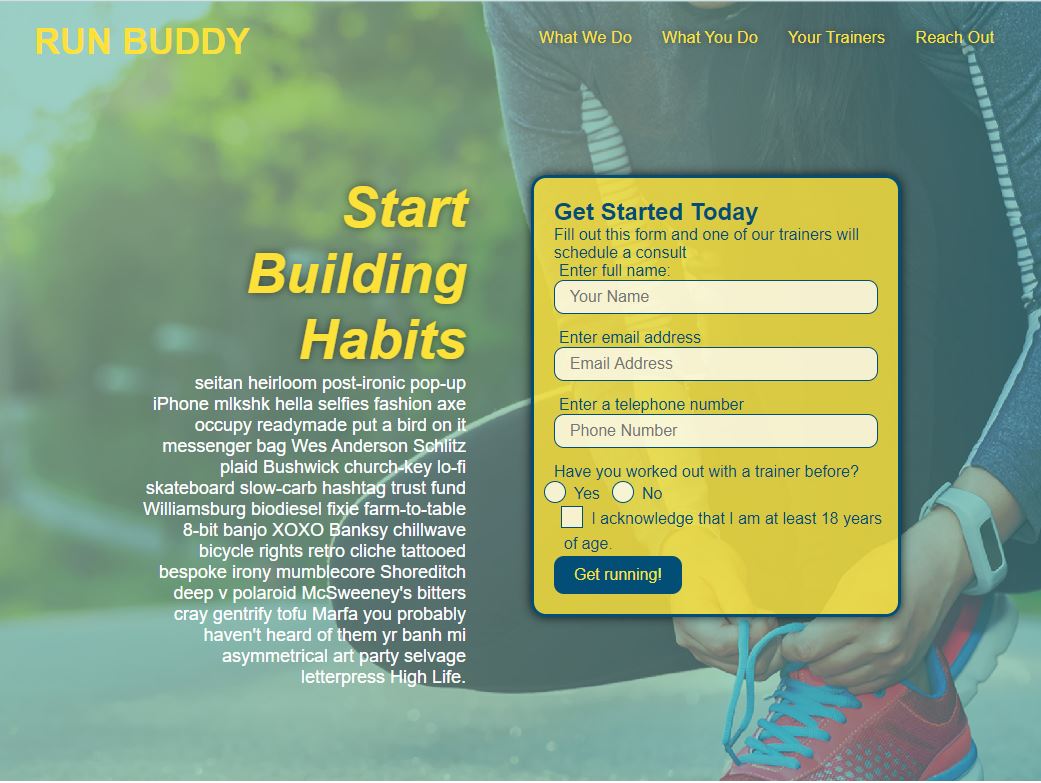 RUN BUDDY
What We Do
What You Do
Your Trainers
Reach Out
Start
Building
Habits
seitan heirloom post-ironic pop-up
iPhone mlkshk hella selfies fashion axe
occupy readymade put a bird on it
messenger bag Wes Anderson Schlitz
plaid Bushwick church-key lo-fi
skateboard slow-carb hashtag trust fund
Williamsburg biodiesel fixie farm-to-table
8-bit banjo XOXO Banksy chillwave
bicycle rights retro cliche tattooed
bespoke irony mumblecore Shoreditch
deep v polaroid McSweeney's bitters
cray gentrify tofu Marfa you probably
haven't heard of them yr banh mi
asymmetrical art party selvage
letterpress High Life.
Get Started Today
Fill out this form and one of our trainers will
schedule a consult
Enter full name:
Your Name
Enter email address
Email Address
Enter a telephone number
Phone Number
Have you worked out with a trainer before?
Yes No
I acknowledge that I am at least 18 years
of age.
Get running!